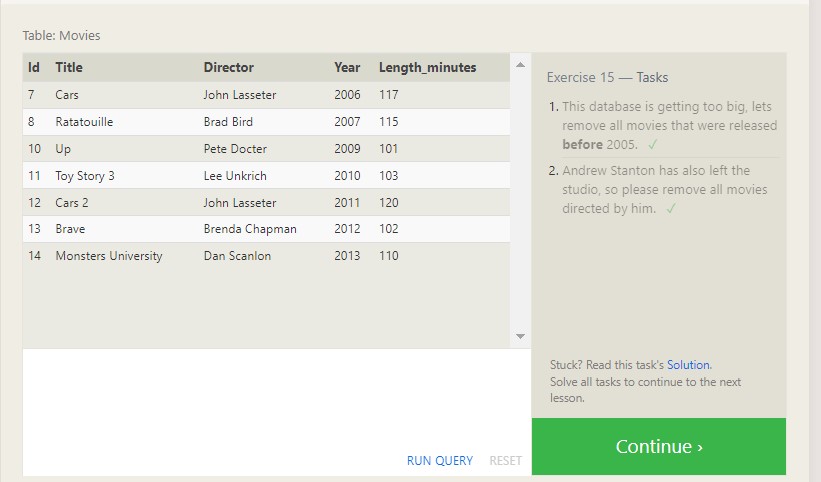 Table: Movies
Id Title Director Year Length_minutes
7 Cars John Lasseter 2006 117
8 Ratatouille Brad Bird 2007 115
10 Up Pete Docter 2009 101
11 Toy Story 3 Lee Unkrich 2010 103
12 Cars 2 John Lasseter 2011 120
13 Brave Brenda Chapman 2012 102
14 Monsters University Dan Scanlon 2013 110
RUN QUERY RESET
Exercise 15 — Tasks
1. This database is getting too big, lets
remove all movies that were released
before 2005. ✓
2. Andrew Stanton has also left the
studio, so please remove all movies
directed by him. ✓
Stuck? Read this task's Solution.
Solve all tasks to continue to the next
lesson.
Continue ›